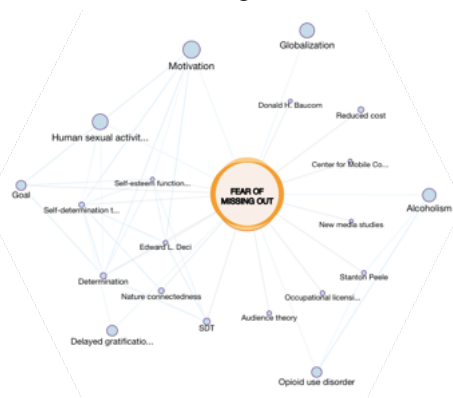 Globalization
Motivation
Donald H. Baucom
Reduced cost
Human sexual activit...
Center for Mobile Co...
Self-esteem function...
Goal
FEAR OF
MISSING OUT
Self-determination t...
Alcoholism
New media studies
Edward L. Deci
Stanton Peele
Determination
Nature connectedness
Occupational licensi...
Audience theory
SDT
Delayed gratificatio...
Opioid use disorder